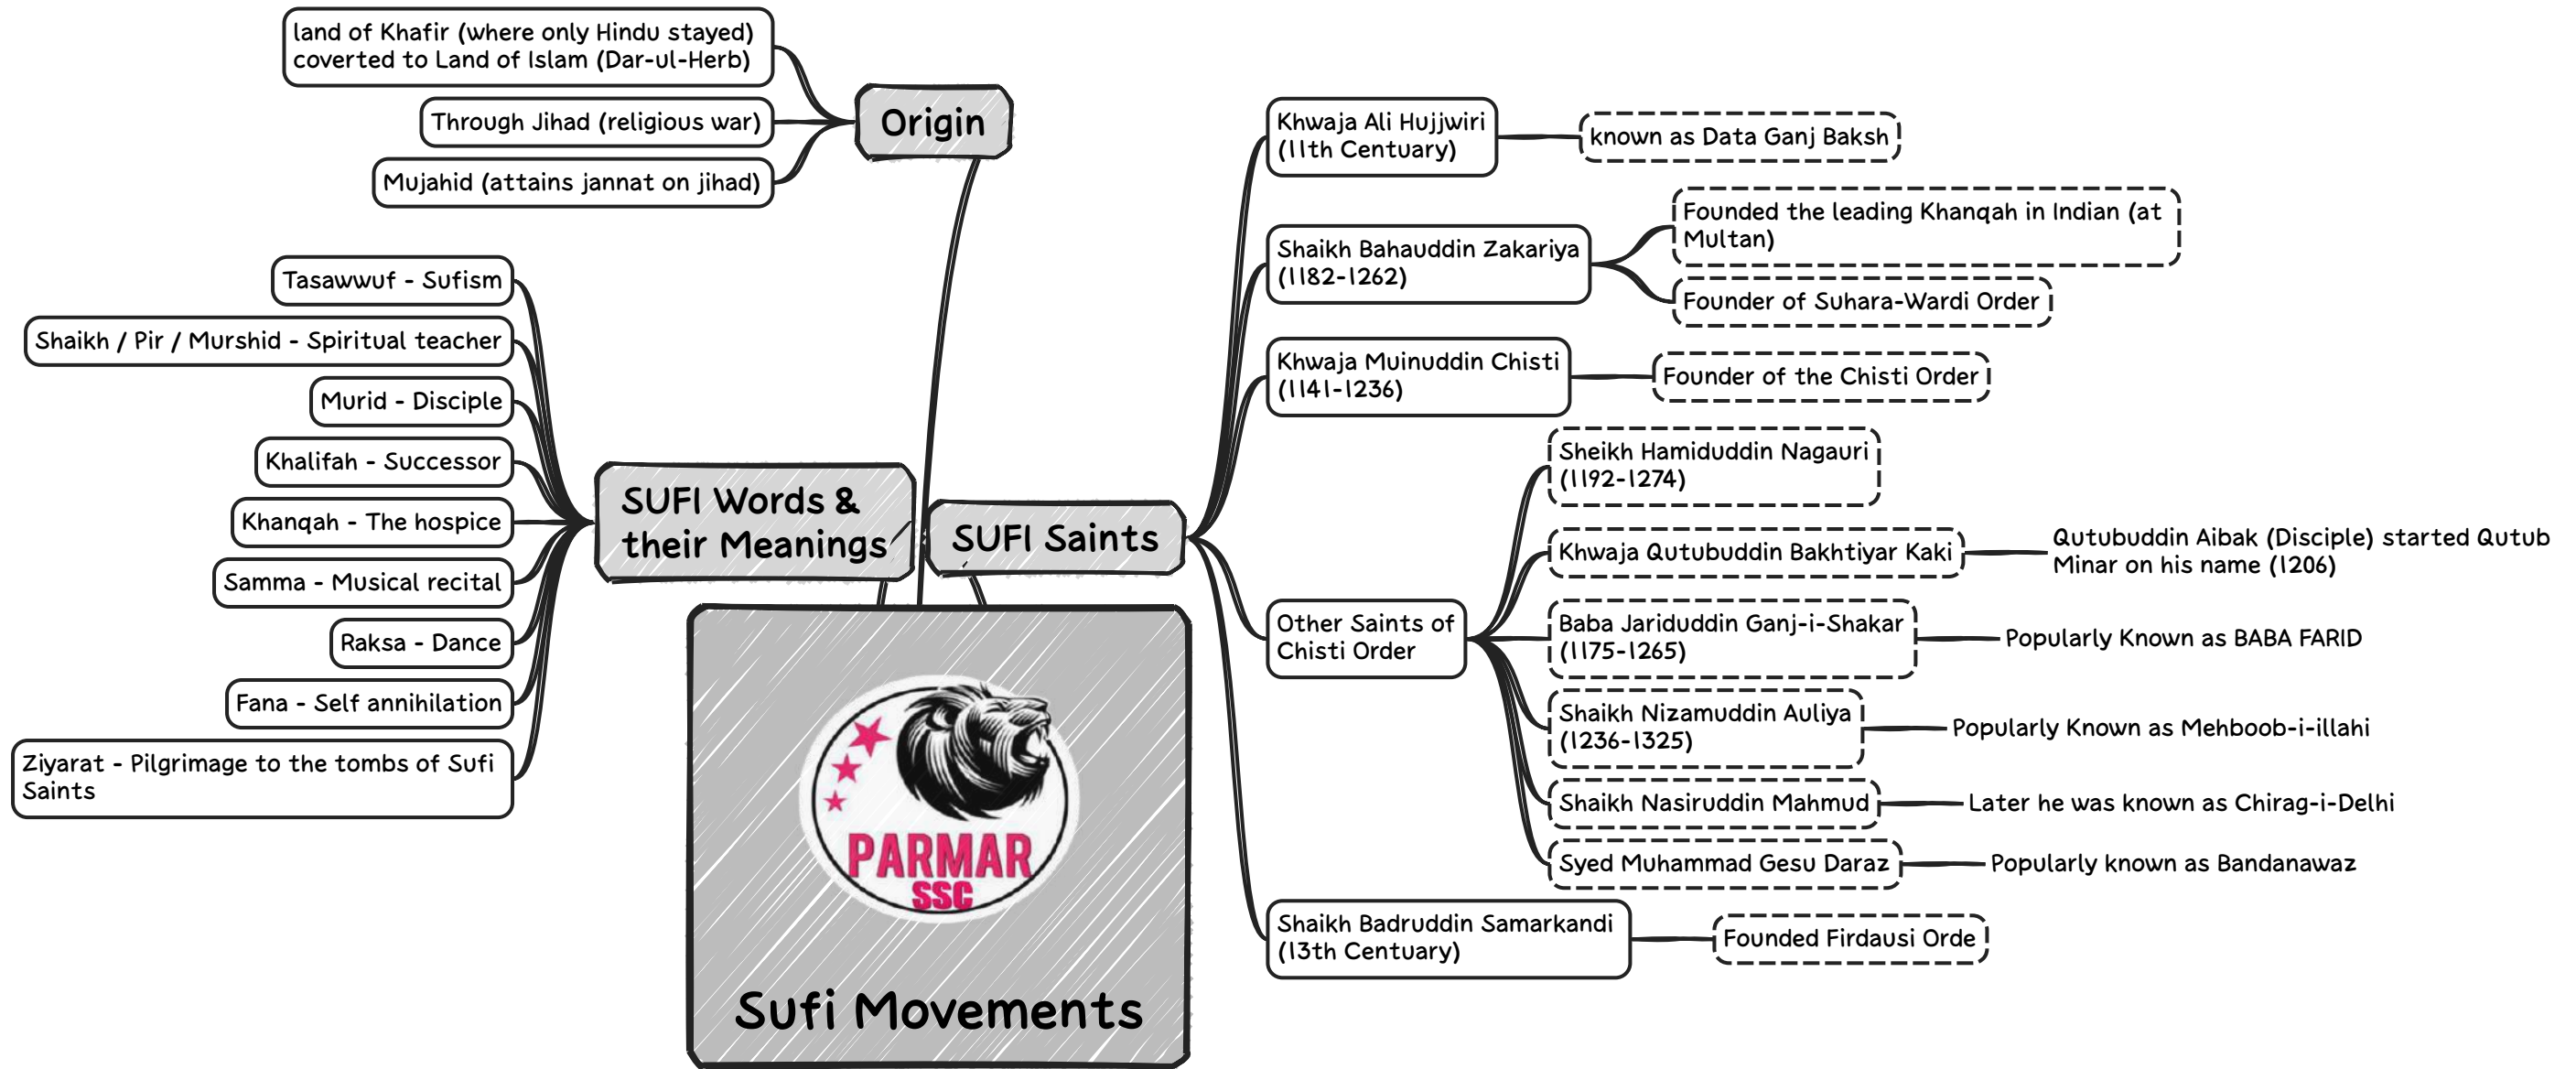 land of Khafir (where only Hindu stayed)
coverted to Land of Islam (Dar-ul-Herb)
Through Jihad (religious war)
Mujahid (attains jannat on jihad)
Origin
Tasawwuf - Sufism
Shaikh / Pir / Murshid - Spiritual teacher
Murid - Disciple
Khalifah - Successor
Khanqah - The hospice
Samma - Musical recital
Raksa - Dance
Fana - Self annihilation
Ziyarat - Pilgrimage to the tombs of Sufi
Saints
SUFI Words &
their Meanings
SUFI Saints
Khwaja Ali Hujjwiri
(11th Centuary)
known as Data Ganj Baksh
Shaikh Bahauddin Zakariya
(1182-1262)
Founded the leading Khanqah in Indian (at
Multan)
Founder of Suhara-Wardi Order
Khwaja Muinuddin Chisti
(1141-1236)
Founder of the Chisti Order
Other Saints of
Chisti Order
Sheikh Hamiduddin Nagauri
(1192-1274)
Khwaja Qutubuddin Bakhtiyar Kaki
Qutubuddin Aibak (Disciple) started Qutub
Minar on his name (1206)
Baba Jariduddin Ganj-i-Shakar
(1175-1265)
Popularly Known as BABA FARID
Shaikh Nizamuddin Auliya
(1236-1325)
Popularly Known as Mehboob-i-illahi
Shaikh Nasiruddin Mahmud
Later he was known as Chirag-i-Delhi
Syed Muhammad Gesu Daraz
Popularly known as Bandanawaz
Shaikh Badruddin Samarkandi
(13th Centuary)
Founded Firdausi Orde
PARMAR
SSC
Sufi Movements